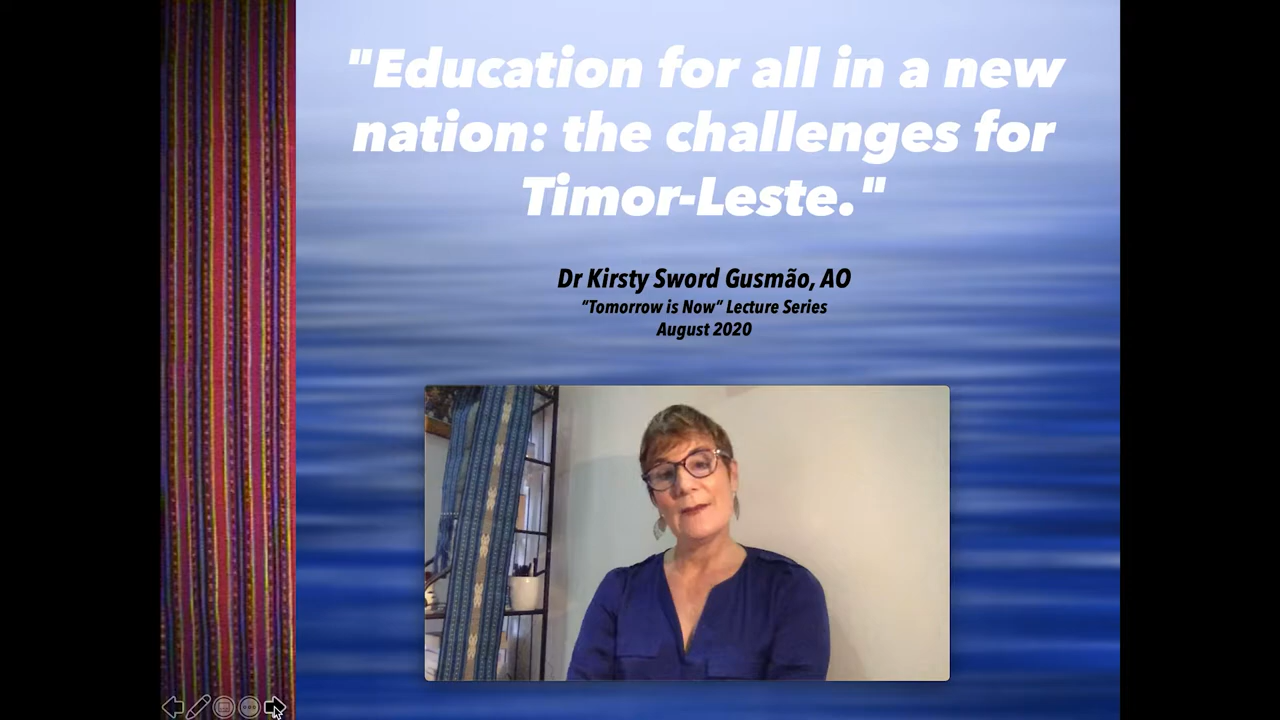 "Education for all in a new
nation: the challenges for
Timor-Leste."
Dr Kirsty Sword Gusmão, AO
“Tomorrow is Now” Lecture Series
August 2020